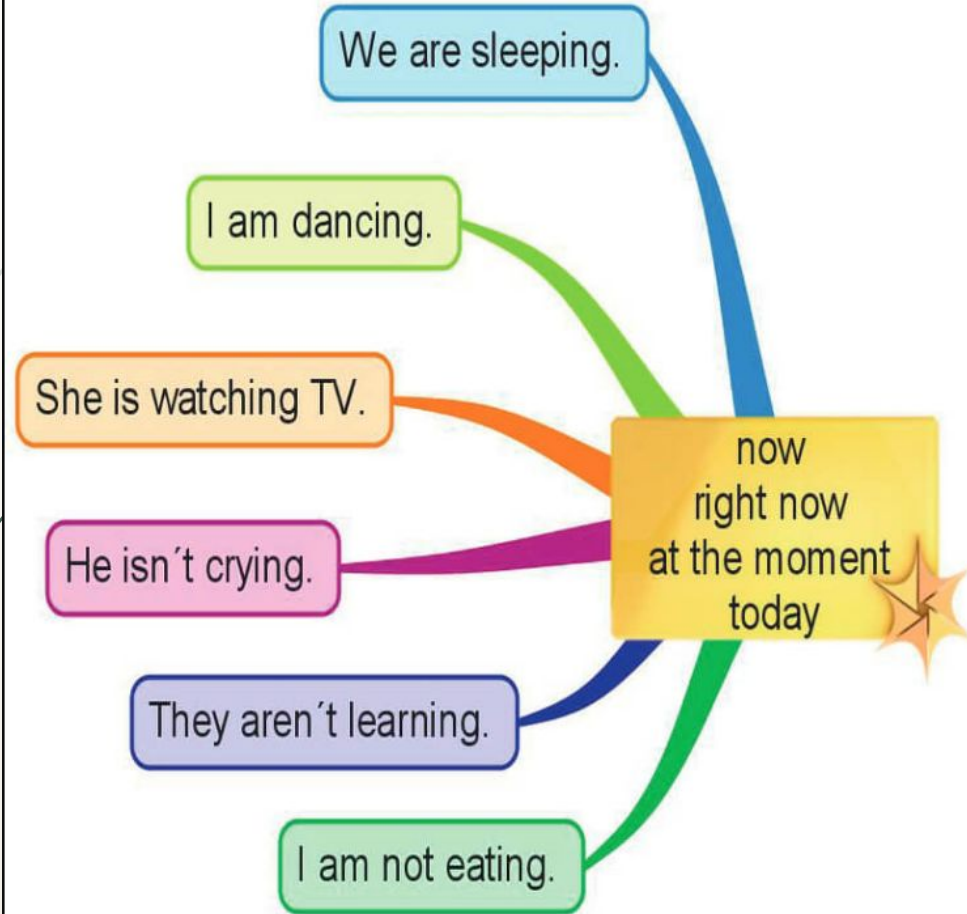 We are sleeping.
I am dancing.
She is watching TV.
He isn´t crying.
They aren´t learning.
I am not eating.
now
right now
at the moment
today